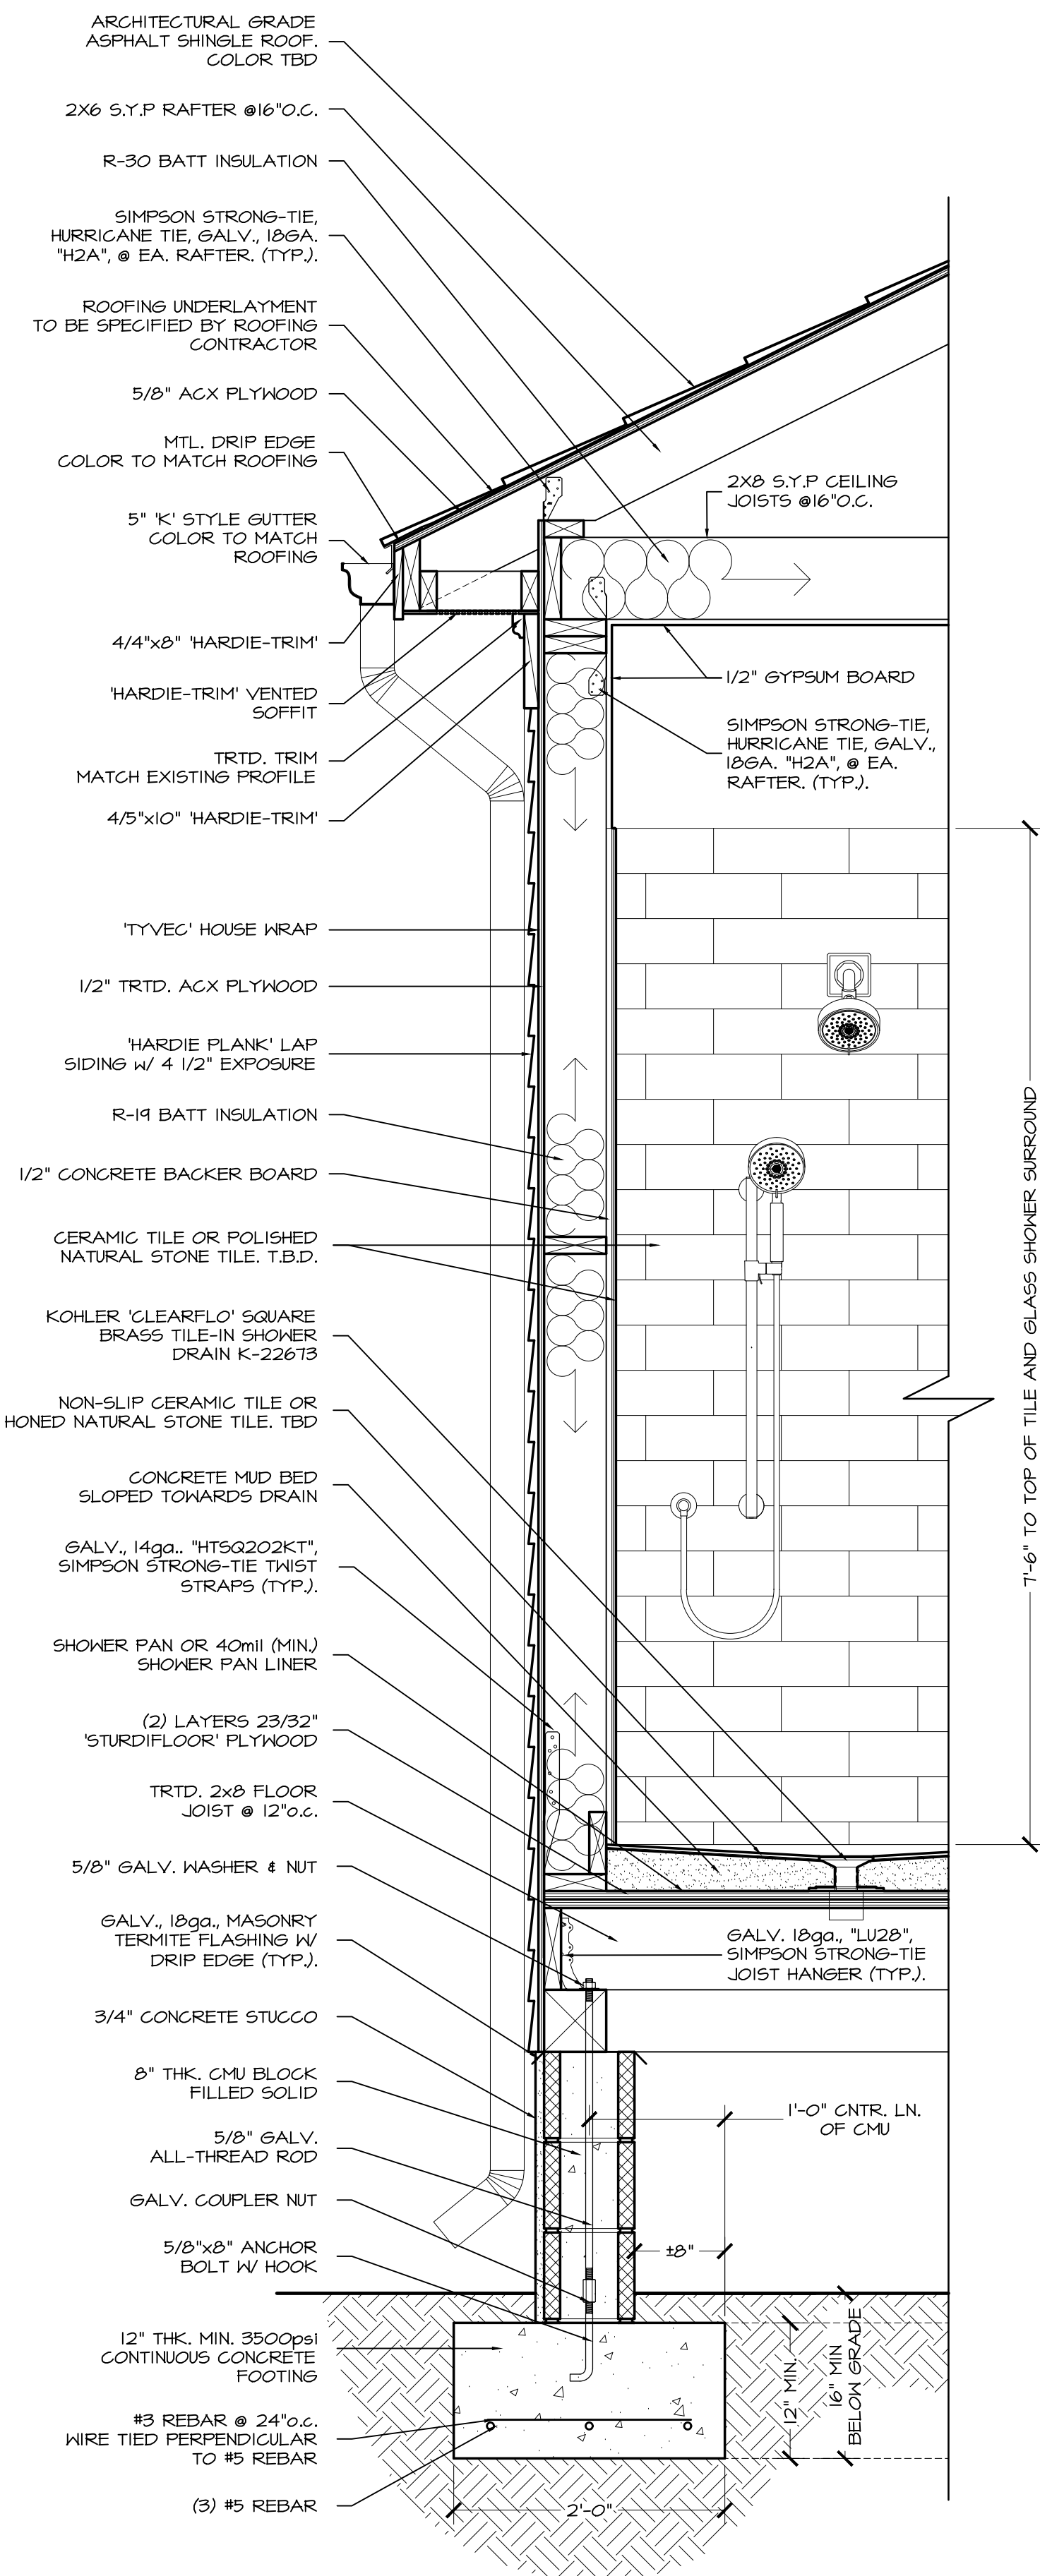 ARCHITECTURAL GRADE
ASPHALT SHINGLE ROOF.
COLOR TBD
2X6 S.Y.P RAFTER @16"O.C.
R-30 BATT INSULATION
SIMPSON STRONG-TIE,
HURRICANE TIE, GALV., 18GA.
"H2A", @ EA. RAFTER. (TYP.).
ROOFING UNDERLAYMENT
TO BE SPECIFIED BY ROOFING
CONTRACTOR
5/8" ACX PLYWOOD
MTL. DRIP EDGE
COLOR TO MATCH ROOFING
5" 'K' STYLE GUTTER
COLOR TO MATCH
ROOFING
4/4"x8" 'HARDIE-TRIM'
'HARDIE-TRIM' VENTED
SOFFIT
TRTD. TRIM
MATCH EXISTING PROFILE
4/5"x10" 'HARDIE-TRIM'
'TYVEC' HOUSE WRAP
1/2" TRTD. ACX PLYWOOD
'HARDIE PLANK' LAP
SIDING W/ 4 1/2" EXPOSURE
R-19 BATT INSULATION
1/2" CONCRETE BACKER BOARD
CERAMIC TILE OR POLISHED
NATURAL STONE TILE. T.B.D.
KOHLER 'CLEARFLO' SQUARE
BRASS TILE-IN SHOWER
DRAIN K-22673
NON-SLIP CERAMIC TILE OR
HONED NATURAL STONE TILE. TBD
CONCRETE MUD BED
SLOPED TOWARDS DRAIN
GALV., 14ga.. "HTSQ202KT",
SIMPSON STRONG-TIE TWIST
STRAPS (TYP.).
SHOWER PAN OR 40mil (MIN.)
SHOWER PAN LINER
(2) LAYERS 23/32"
'STURDIFLOOR' PLYWOOD
TRTD. 2x8 FLOOR
JOIST @ 12"o.c.
5/8" GALV. WASHER & NUT
GALV., 18ga., MASONRY
TERMITE FLASHING W/
DRIP EDGE (TYP.).
3/4" CONCRETE STUCCO
8" THK. CMU BLOCK
FILLED SOLID
5/8" GALV.
ALL-THREAD ROD
GALV. COUPLER NUT
5/8"x8" ANCHOR
BOLT W/ HOOK
12" THK. MIN. 3500psi
CONTINUOUS CONCRETE
FOOTING
#3 REBAR @ 24"o.c.
WIRE TIED PERPENDICULAR
TO #5 REBAR
(3) #5 REBAR
2X8 S.Y.P CEILING
JOISTS @16"O.C.
1/2" GYPSUM BOARD
SIMPSON STRONG-TIE,
HURRICANE TIE, GALV.,
18GA. "H2A", @ EA.
RAFTER. (TYP.).
7'-6" TO TOP OF TILE AND GLASS SHOWER SURROUND
GALV. 18ga., "LU28",
SIMPSON STRONG-TIE
JOIST HANGER (TYP.).
1'-0" CNTR. LN.
OF CMU
±8"
12" MIN.
16" MIN
BELOW GRADE
2'-0"